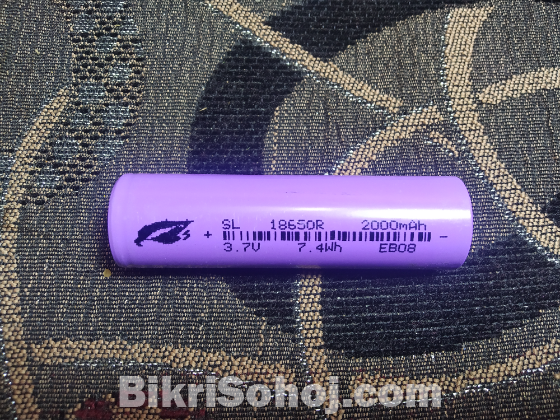 SL 18650R 2000mAh
+ -
3.7V 7.4Wh EB08
BikriSohoj.com